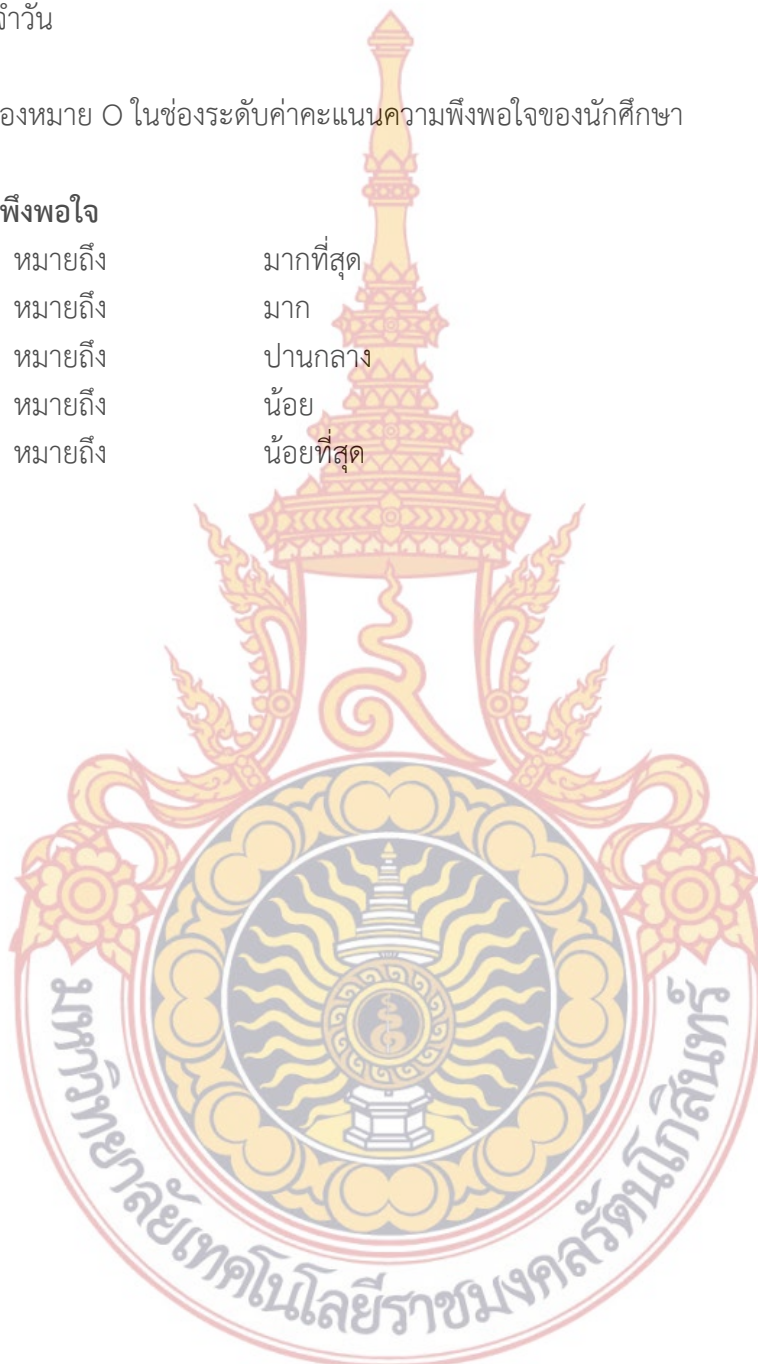 จำวัน
องหมาย O ในช่องระดับค่าคะแนนความพึงพอใจของนักศึกษา
พึงพอใจ
หมายถึง มากที่สุด
หมายถึง มาก
หมายถึง ปานกลาง
หมายถึง น้อย
หมายถึง น้อยที่สุด
มหาวิทยาลัยเทคโนโลยีราชมงคลรัตนโกสินทร์